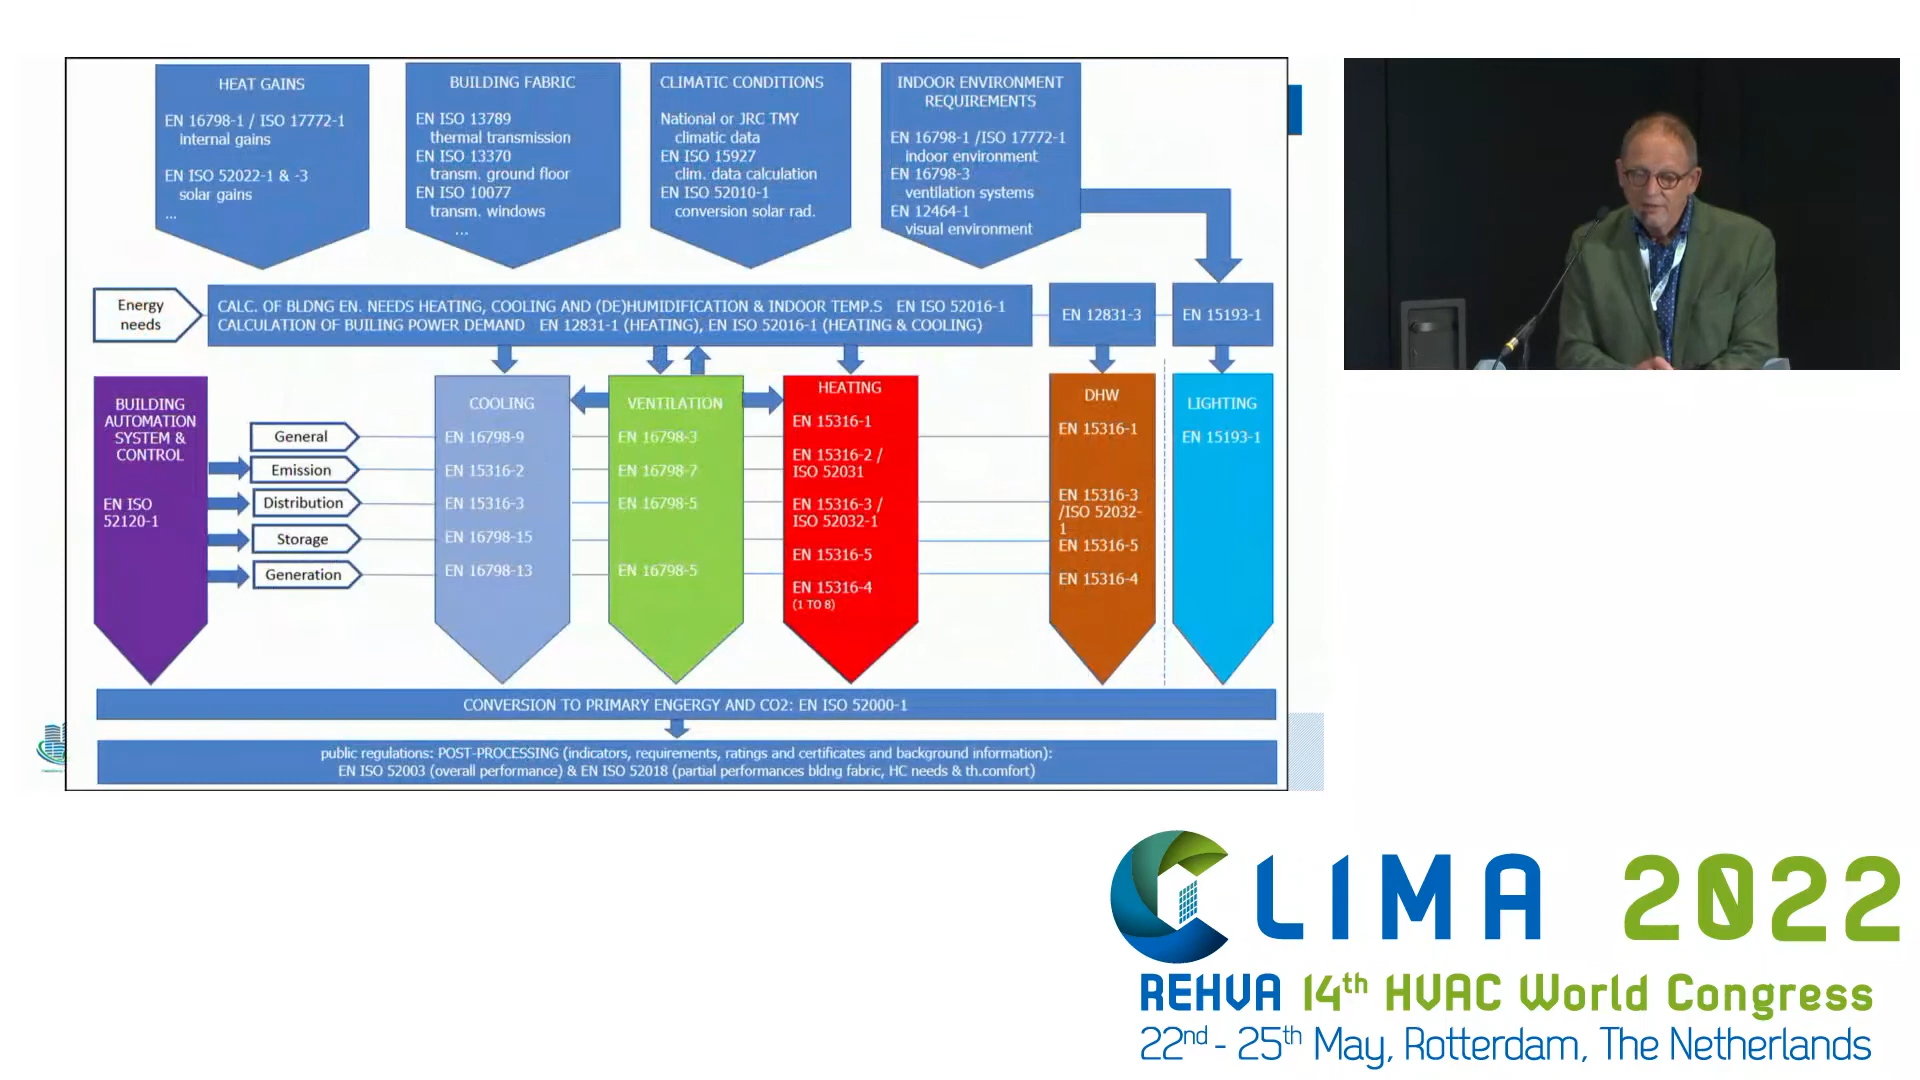 HEAT GAINS
EN 16798-1 / ISO 17772-1
internal gains
EN ISO 52022-1 & -3
solar gains
...
BUILDING FABRIC
EN ISO 13789
thermal transmission
EN ISO 13370
transm. ground floor
EN ISO 10077
transm. windows
...
CLIMATIC CONDITIONS
National or JRC TMY
climatic data
EN ISO 15927
clim. data calculation
EN ISO 52010-1
conversion solar rad.
INDOOR ENVIRONMENT
REQUIREMENTS
EN 16798-1 /ISO 17772-1
indoor environment
EN 16798-3
ventilation systems
EN 12464-1
visual environment
Energy
needs
CALC. OF BLDNG EN. NEEDS HEATING, COOLING AND (DE)HUMIDIFICATION & INDOOR TEMP.S EN ISO 52016-1
CALCULATION OF BUILING POWER DEMAND EN 12831-1 (HEATING), EN ISO 52016-1 (HEATING & COOLING)
EN 12831-3
EN 15193-1
BUILDING
AUTOMATION
SYSTEM &
CONTROL
EN ISO
52120-1
General
Emission
Distribution
Storage
Generation
COOLING
EN 16798-9
EN 15316-2
EN 15316-3
EN 16798-15
EN 16798-13
VENTILATION
EN 16798-3
EN 16798-7
EN 16798-5
EN 16798-5
HEATING
EN 15316-1
EN 15316-2 /
ISO 52031
EN 15316-3 /
ISO 52032-1
EN 15316-5
EN 15316-4
(1 TO 8)
DHW
EN 15316-1
EN 15316-3
/ISO 52032-
1
EN 15316-5
EN 15316-4
LIGHTING
EN 15193-1
CONVERSION TO PRIMARY ENGERGY AND CO2: EN ISO 52000-1
public regulations: POST-PROCESSING (indicators, requirements, ratings and certificates and background information):
EN ISO 52003 (overall performance) & EN ISO 52018 (partial performances bldng fabric, HC needs & th.comfort)
CLIMA 2022
REHVA 14th HVAC World Congress
22nd - 25th May, Rotterdam, The Netherlands